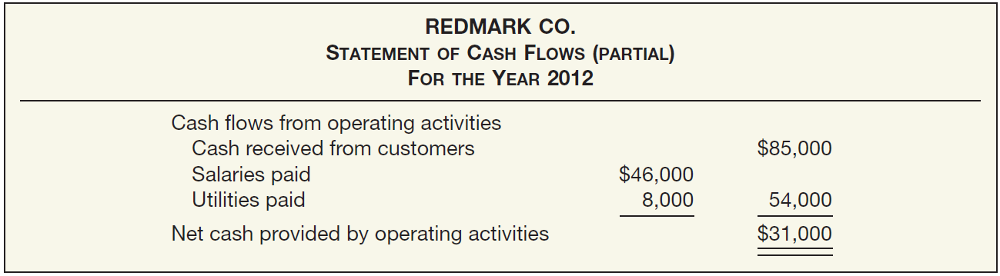 REDMARK CO.
STATEMENT OF CASH FLOWS (PARTIAL)
FOR THE YEAR 2012
Cash flows from operating activities
Cash received from customers $85,000
Salaries paid $46,000
Utilities paid 8,000 54,000
Net cash provided by operating activities $31,000